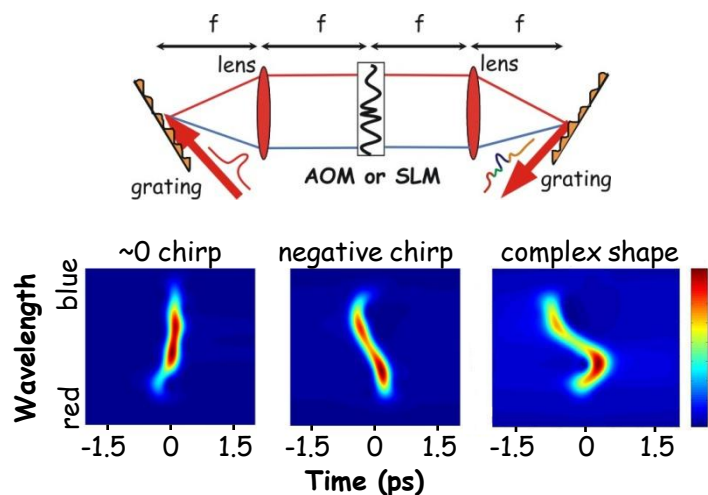 f f f f
lens lens
grating AOM or SLM grating
~0 chirp negative chirp complex shape
Wavelength
blue
red
-1.5 0 1.5 -1.5 0 1.5 -1.5 0 1.5
Time (ps)